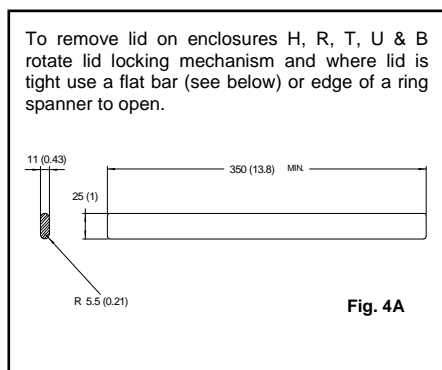 To remove lid on enclosures H, R, T, U & B
rotate lid locking mechanism and where lid is
tight use a flat bar (see below) or edge of a ring
spanner to open.
11 (0.43)
350 (13.8) MIN.
25 (1)
R 5.5 (0.21)
Fig. 4A